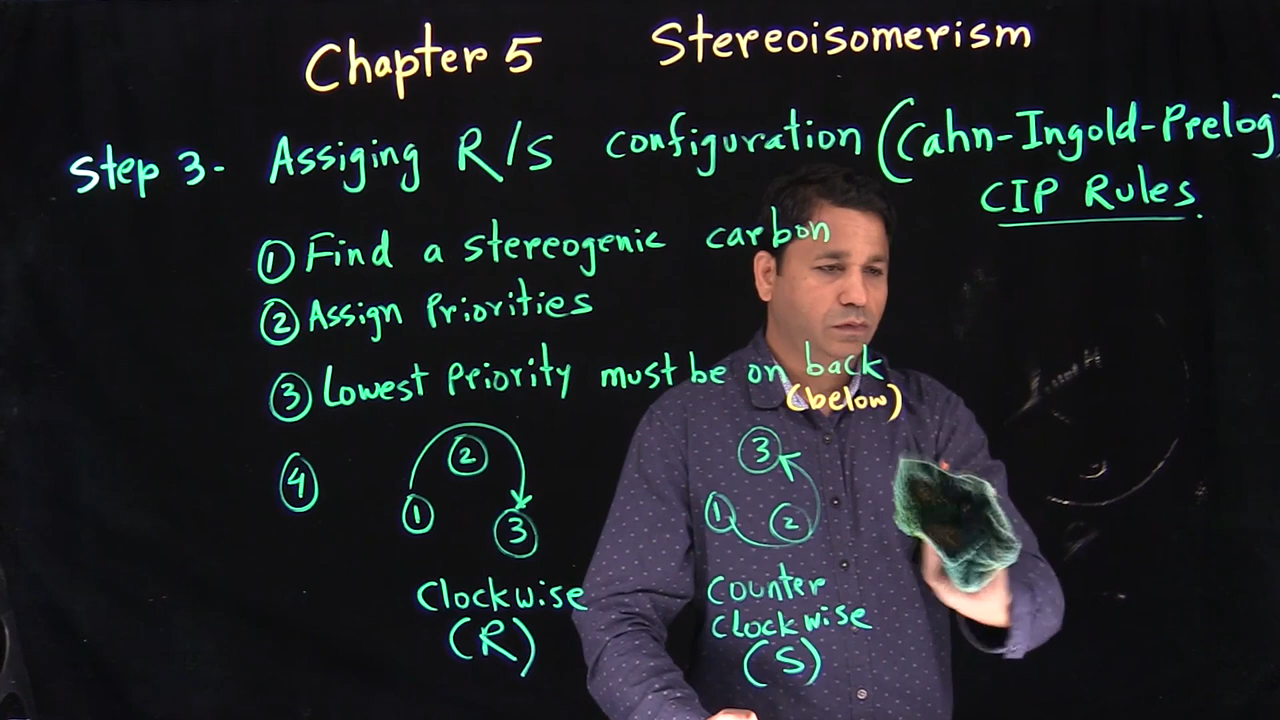 Chapter 5 Stereoisomerism
Step 3- Assiging R/S configuration (Cahn-Ingold-Prelog)
CIP Rules.
① Find a stereogenic carbon
② Assign Priorities
③ Lowest Priority must be on back
(below)
④ ① ② ③ ① ② ③
Clockwise Counter
clockwise
(R) (S)